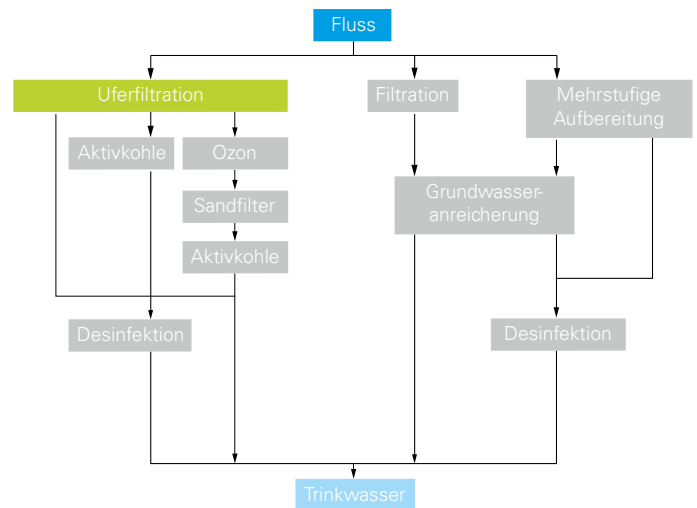 Fluss
Uferfiltration
Filtration
Mehrstufige
Aufbereitung
Aktivkohle
Ozon
Sandfilter
Grundwasser-
anreicherung
Aktivkohle
Desinfektion
Desinfektion
Trinkwasser